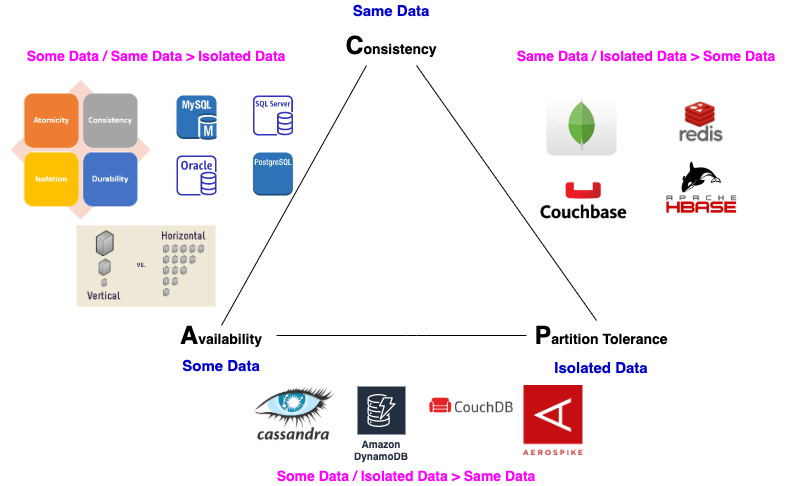 Same Data
Consistency
Some Data / Same Data > Isolated Data
Same Data / Isolated Data > Some Data
Atomicity
Consistency
Isolation
Durability
MySQL
M
SQL Server
Oracle
PostgreSQL
redis
Couchbase
APACHE
HBASE
Vertical
vs.
Horizontal
Availability
Some Data
Partition Tolerance
Isolated Data
cassandra
Amazon
DynamoDB
CouchDB
AEROSPIKE
Some Data / Isolated Data > Same Data